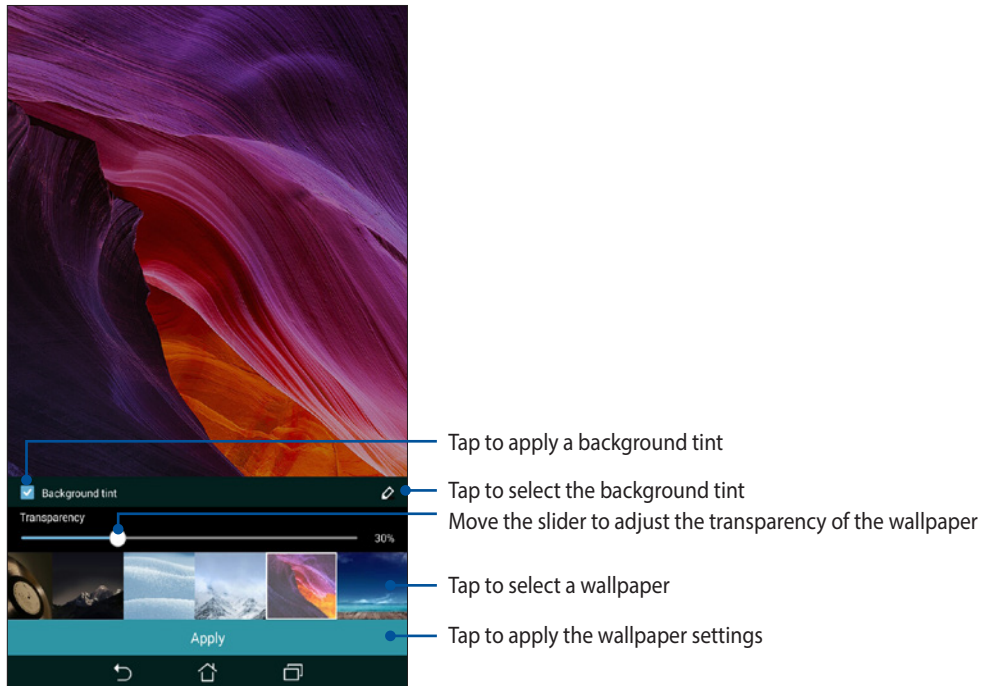 Tap to apply a background tint
Background tint
Tap to select the background tint
Transparency
Move the slider to adjust the transparency of the wallpaper
30%
Tap to select a wallpaper
Apply
Tap to apply the wallpaper settings